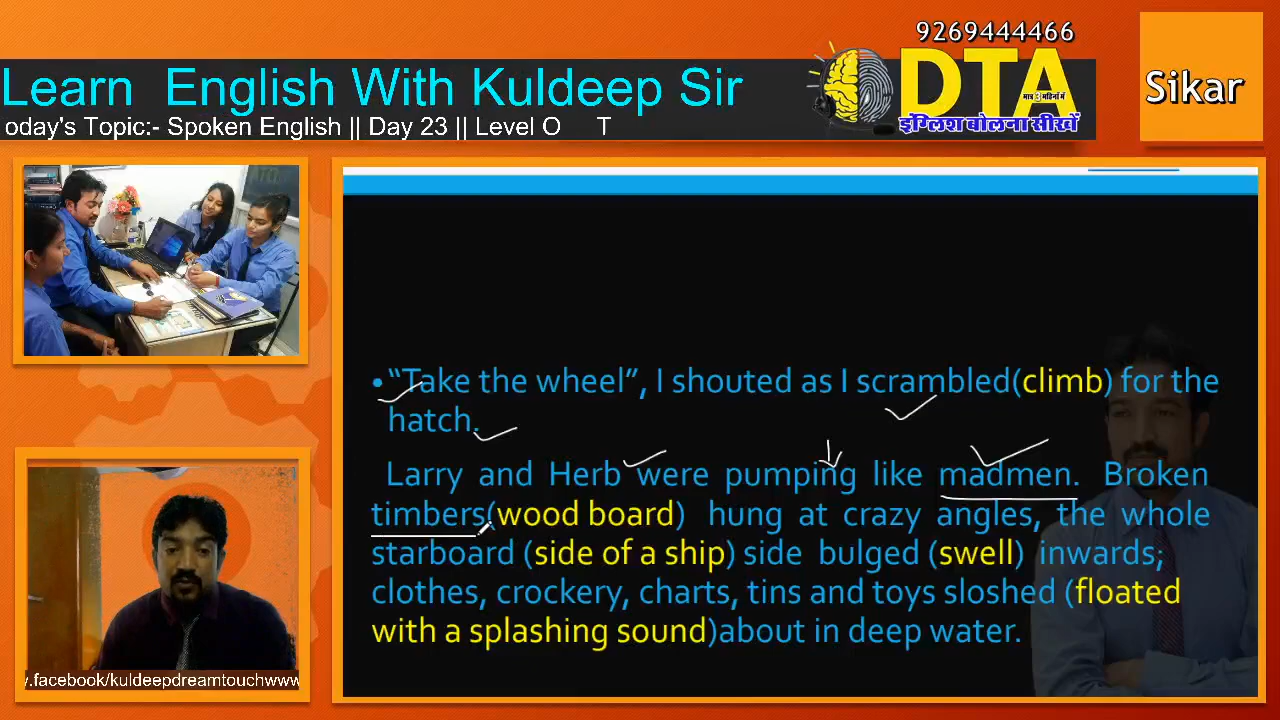 9269444466
Learn English With Kuldeep Sir
DTA
Sikar
मात्र 3 महिनों में
इंग्लिश बोलना सीखें
oday's Topic:- Spoken English || Day 23 || Level O T
• “Take the wheel”, I shouted as I scrambled(climb) for the
hatch.
Larry and Herb were pumping like madmen. Broken
timbers(wood board) hung at crazy angles, the whole
starboard (side of a ship) side bulged (swell) inwards;
clothes, crockery, charts, tins and toys sloshed (floated
with a splashing sound)about in deep water.
.facebook/kuldeepdreamtouchwww